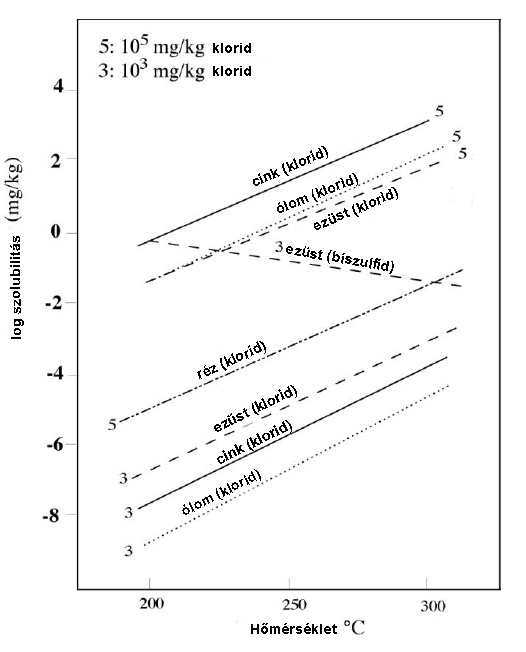 5: 10⁵ mg/kg klorid
3: 10³ mg/kg klorid
4
2
0
-2
-4
-6
-8
log szolubilitás (mg/kg)
cink (klorid)
5
ólom (klorid)
5
ezüst (klorid)
5
3 ezüst (biszulfid)
réz (klorid)
5
ezüst (klorid)
3
cink (klorid)
3
ólom (klorid)
3
200 250 300
Hőmérséklet °C